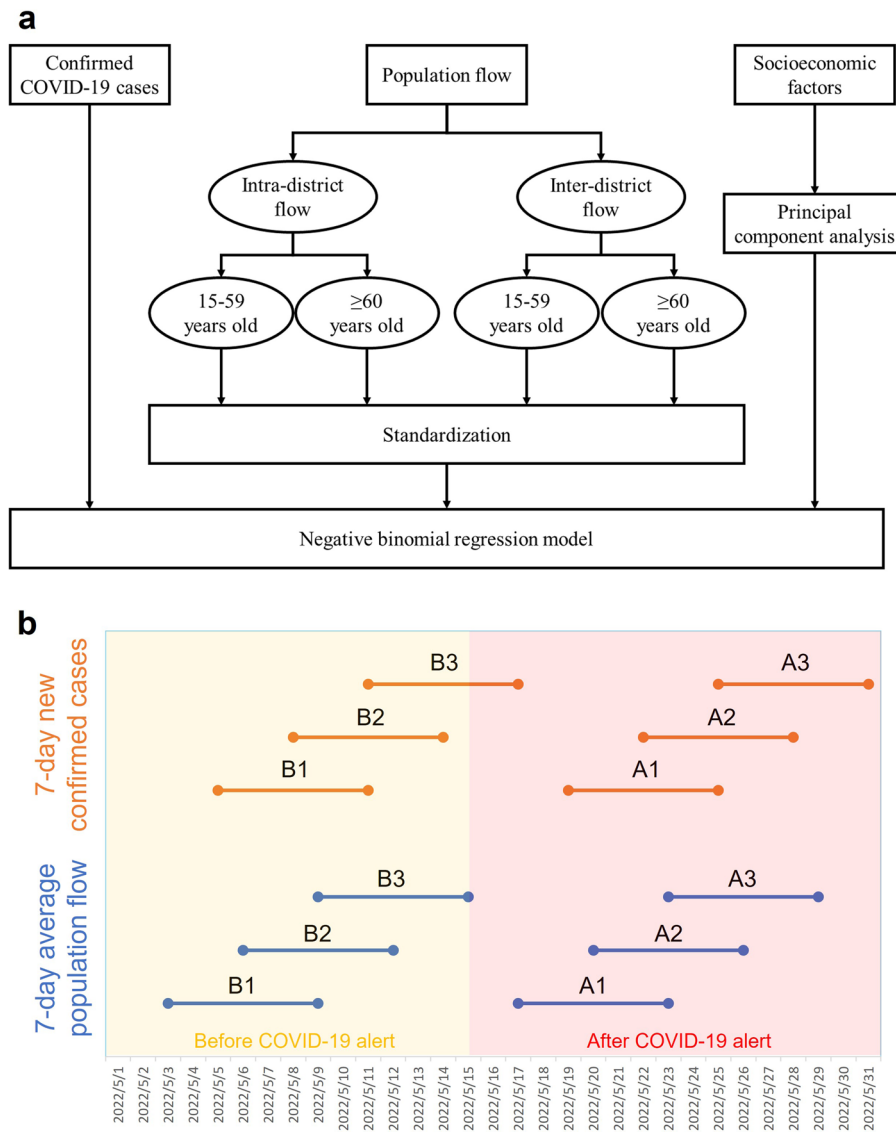 a
Confirmed
COVID-19 cases
Population flow
Socioeconomic
factors
Intra-district
flow
Inter-district
flow
Principal
component analysis
15-59
years old
≥60
years old
15-59
years old
≥60
years old
Standardization
Negative binomial regression model
b
7-day new
confirmed cases
B3
A3
B2
A2
B1
A1
7-day average
population flow
B3
A3
B2
A2
B1
A1
Before COVID-19 alert
After COVID-19 alert
2022/5/1
2022/5/2
2022/5/3
2022/5/4
2022/5/5
2022/5/6
2022/5/7
2022/5/8
2022/5/9
2022/5/10
2022/5/11
2022/5/12
2022/5/13
2022/5/14
2022/5/15
2022/5/16
2022/5/17
2022/5/18
2022/5/19
2022/5/20
2022/5/21
2022/5/22
2022/5/23
2022/5/24
2022/5/25
2022/5/26
2022/5/27
2022/5/28
2022/5/29
2022/5/30
2022/5/31